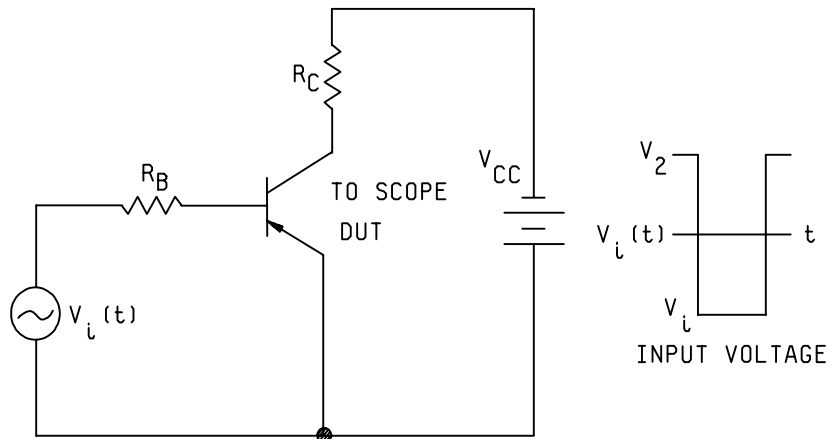 R_C
R_B
V_CC
TO SCOPE
DUT
V_i (t)
V_2
V_i (t)
t
V_i
INPUT VOLTAGE